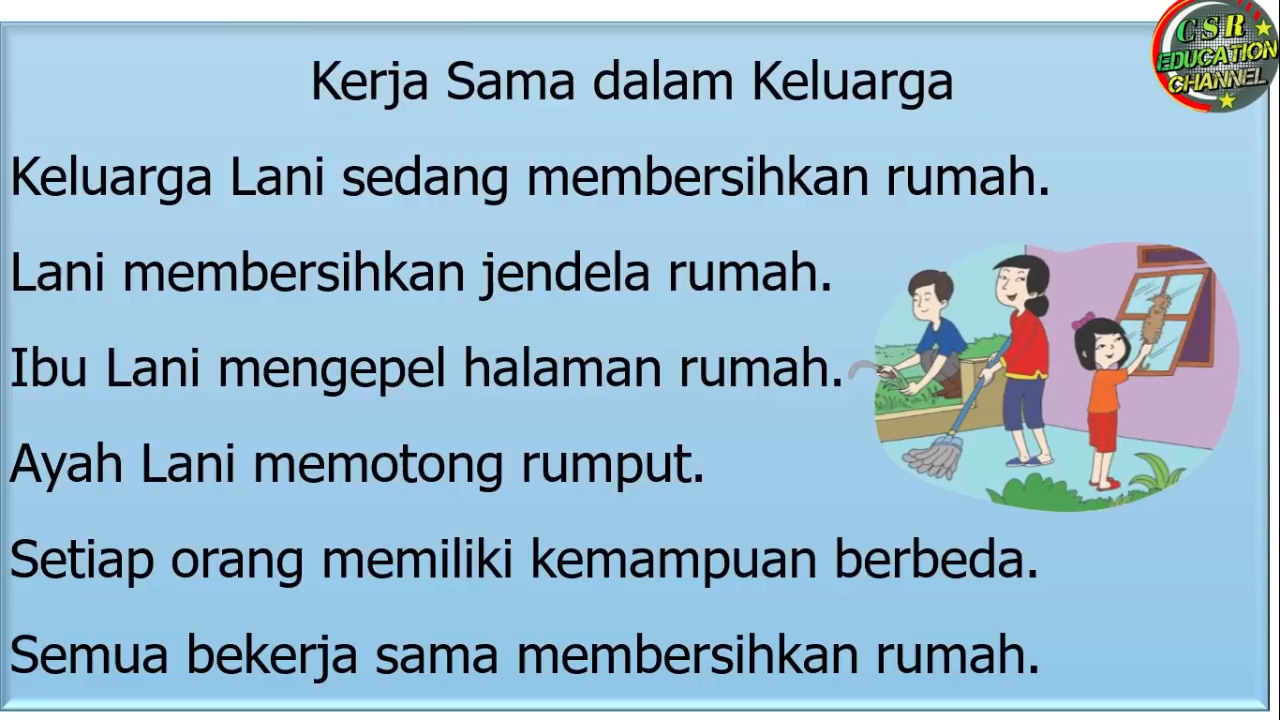 CSR
EDUCATION
CHANNEL
Kerja Sama dalam Keluarga
Keluarga Lani sedang membersihkan rumah.
Lani membersihkan jendela rumah.
Ibu Lani mengepel halaman rumah.
Ayah Lani memotong rumput.
Setiap orang memiliki kemampuan berbeda.
Semua bekerja sama membersihkan rumah.